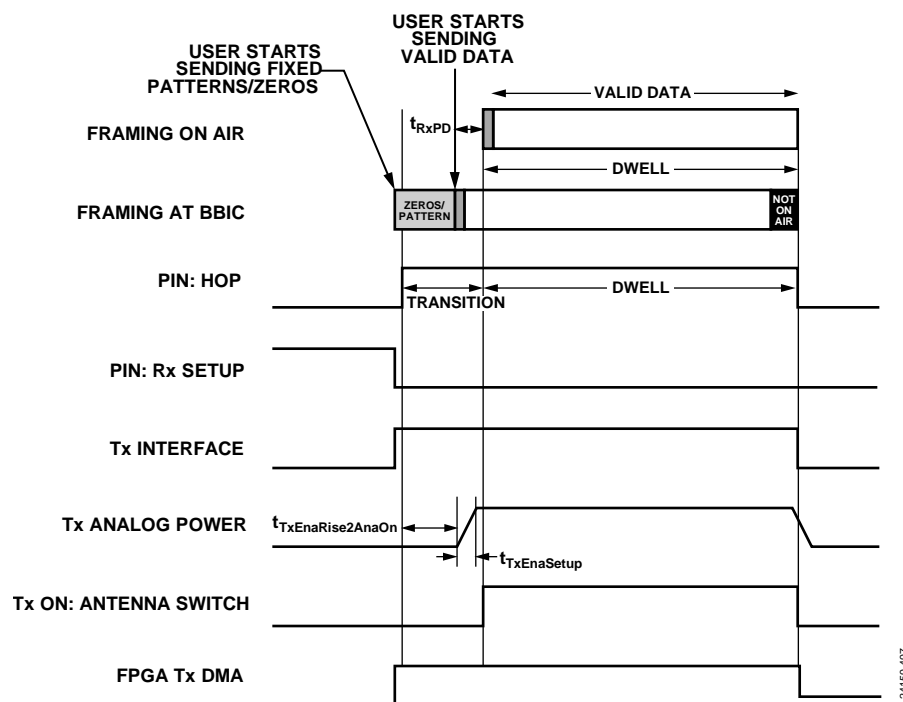 USER STARTS
SENDING
VALID DATA
USER STARTS
SENDING FIXED
PATTERNS/ZEROS
VALID DATA
tRxPD
FRAMING ON AIR
DWELL
FRAMING AT BBIC
ZEROS/
PATTERN
NOT
ON
AIR
PIN: HOP
DWELL
TRANSITION
PIN: Rx SETUP
Tx INTERFACE
Tx ANALOG POWER
tTxEnaRise2AnaOn
tTxEnaSetup
Tx ON: ANTENNA SWITCH
FPGA Tx DMA